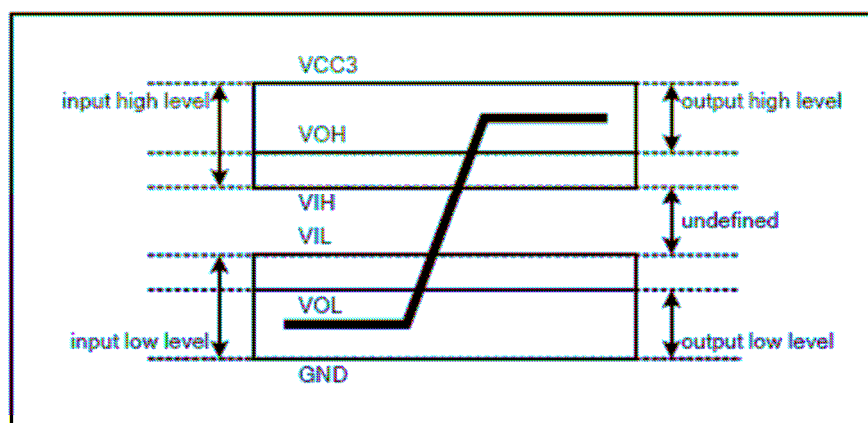 VCC3
input high level
output high level
VOH
VIH
undefined
VIL
VOL
input low level
output low level
GND